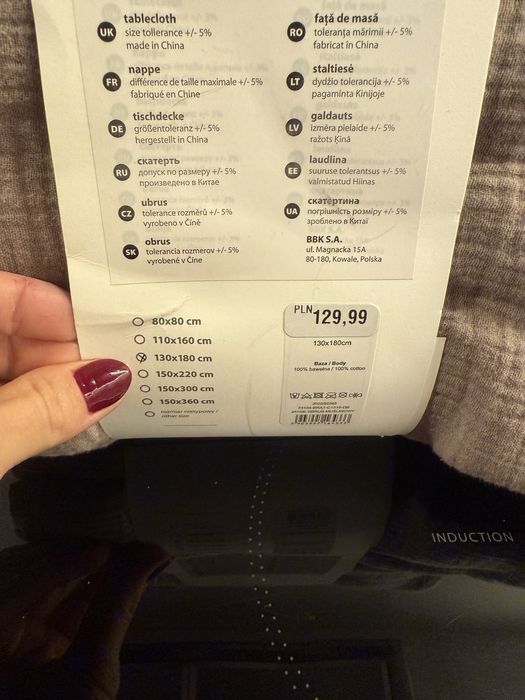 UK tablecloth
size tollerance +/- 5%
made in China
FR nappe
différence de taille maximale +/-5%
fabriqué en Chine
DE tischdecke
größentoleranz +/- 5%
hergestellt in China
RU скатерть
допуск по размеру +/- 5%
произведено в Китае
CZ ubrus
tolerance rozměrů +/- 5%
vyrobeno v Číně
SK obrus
tolerancia rozmerov +/- 5%
vyrobené v Číne
RO față de masă
toleranța mărimii +/- 5%
fabricat în China
LT staltiesė
dydžio tolerancija +/- 5%
pagaminta Kinijoje
LV galdauts
izmēra pielaide +/- 5%
ražots Ķīnā
EE laudlina
suuruse tolerantsus +/- 5%
valmistatud Hiinas
UA скатертина
погрішність розміру +/- 5%
зроблено в Китаї
BBK S.A.
ul. Magnacka 15A
80-180, Kowale, Polska
80x80 cm
110x160 cm
130x180 cm
150x220 cm
150x300 cm
150x360 cm
rozmiar nietypowy /
other size
PLN 129,99
130x180cm
Baza / Body
100% bawełna / 100% cotton
INDUCTION